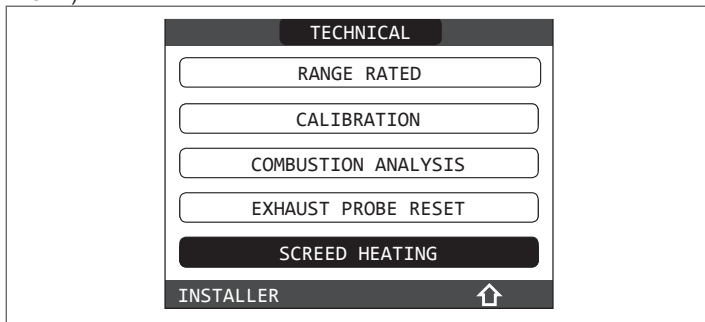 TECHNICAL
RANGE RATED
CALIBRATION
COMBUSTION ANALYSIS
EXHAUST PROBE RESET
SCREED HEATING
INSTALLER